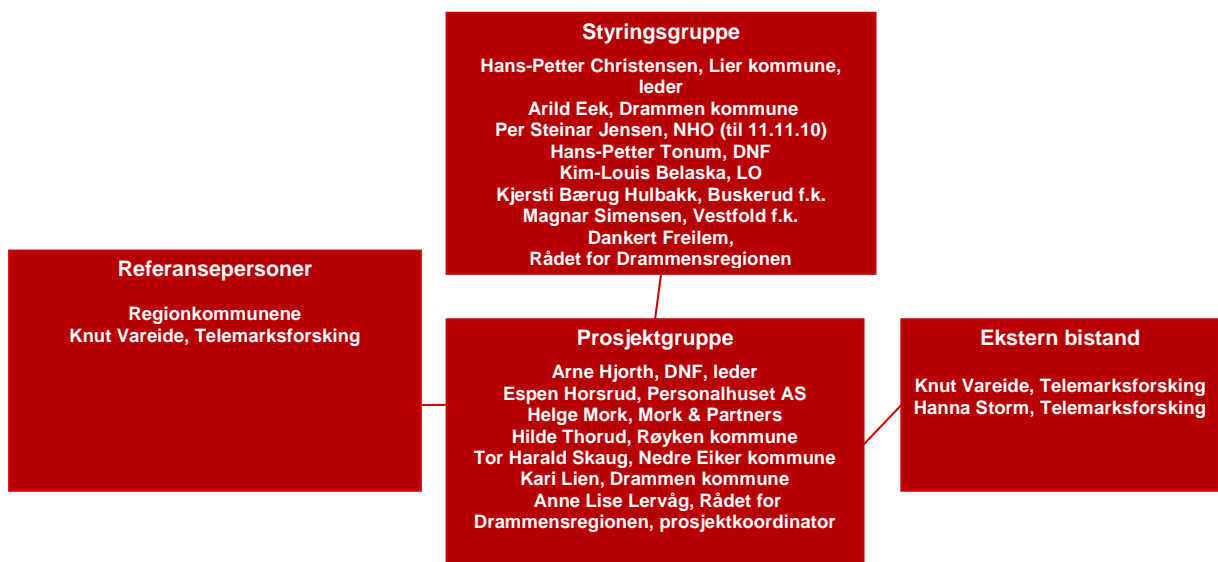 Styringsgruppe
Hans-Petter Christensen, Lier kommune,
leder
Arild Eek, Drammen kommune
Per Steinar Jensen, NHO (til 11.11.10)
Hans-Petter Tonum, DNF
Kim-Louis Belaska, LO
Kjersti Bærug Hulbakk, Buskerud f.k.
Magnar Simensen, Vestfold f.k.
Dankert Freilem,
Rådet for Drammensregionen
Referansepersoner
Regionkommunene
Knut Vareide, Telemarksforsking
Prosjektgruppe
Arne Hjorth, DNF, leder
Espen Horsrud, Personalhuset AS
Helge Mork, Mork & Partners
Hilde Thorud, Røyken kommune
Tor Harald Skaug, Nedre Eiker kommune
Kari Lien, Drammen kommune
Anne Lise Lervåg, Rådet for
Drammensregionen, prosjektkoordinator
Ekstern bistand
Knut Vareide, Telemarksforsking
Hanna Storm, Telemarksforsking